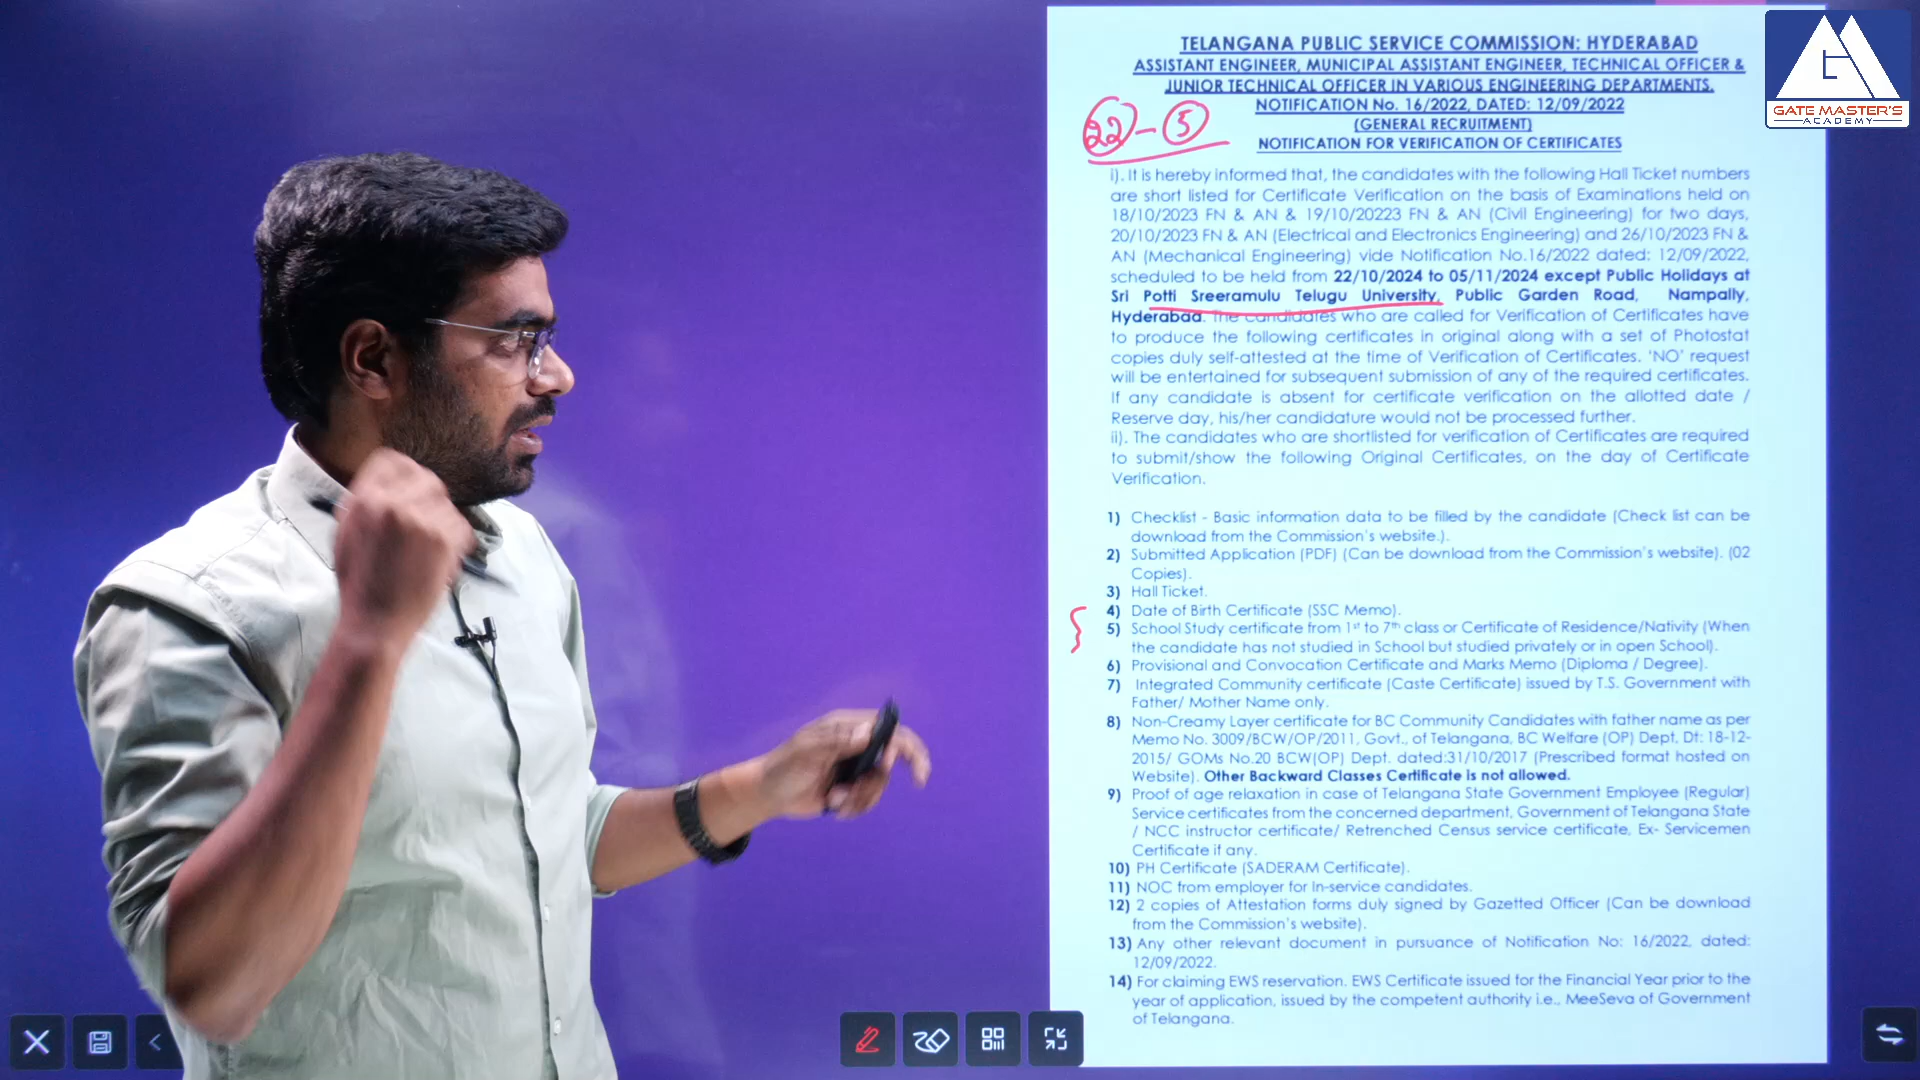 TELANGANA PUBLIC SERVICE COMMISSION: HYDERABAD
ASSISTANT ENGINEER, MUNICIPAL ASSISTANT ENGINEER, TECHNICAL OFFICER &
JUNIOR TECHNICAL OFFICER IN VARIOUS ENGINEERING DEPARTMENTS.
NOTIFICATION No. 16/2022, DATED: 12/09/2022
(GENERAL RECRUITMENT)
NOTIFICATION FOR VERIFICATION OF CERTIFICATES
22 - 5
GATE MASTER'S
ACADEMY
i). It is hereby informed that, the candidates with the following Hall Ticket numbers
are short listed for Certificate Verification on the basis of Examinations held on
18/10/2023 FN & AN & 19/10/20223 FN & AN (Civil Engineering) for two days,
20/10/2023 FN & AN (Electrical and Electronics Engineering) and 26/10/2023 FN &
AN (Mechanical Engineering) vide Notification No.16/2022 dated: 12/09/2022,
scheduled to be held from 22/10/2024 to 05/11/2024 except Public Holidays at
Sri Potti Sreeramulu Telugu University, Public Garden Road, Nampally,
Hyderabad. The candidates who are called for Verification of Certificates have
to produce the following certificates in original along with a set of Photostat
copies duly self-attested at the time of Verification of Certificates. 'NO' request
will be entertained for subsequent submission of any of the required certificates.
If any candidate is absent for certificate verification on the allotted date /
Reserve day, his/her candidature would not be processed further.
ii). The candidates who are shortlisted for verification of Certificates are required
to submit/show the following Original Certificates, on the day of Certificate
Verification.
1) Checklist - Basic information data to be filled by the candidate (Check list can be
download from the Commission's website.).
2) Submitted Application (PDF) (Can be download from the Commission's website). (02
Copies).
3) Hall Ticket.
4) Date of Birth Certificate (SSC Memo).
5) School Study certificate from 1st to 7th class or Certificate of Residence/Nativity (When
the candidate has not studied in School but studied privately or in open School).
6) Provisional and Convocation Certificate and Marks Memo (Diploma / Degree).
7) Integrated Community certificate (Caste Certificate) issued by T.S. Government with
Father/ Mother Name only.
8) Non-Creamy Layer certificate for BC Community Candidates with father name as per
Memo No. 3009/BCW/OP/2011, Govt., of Telangana, BC Welfare (OP) Dept, Dt: 18-12-
2015/ GOMs No.20 BCW(OP) Dept. dated:31/10/2017 (Prescribed format hosted on
Website). Other Backward Classes Certificate is not allowed.
9) Proof of age relaxation in case of Telangana State Government Employee (Regular)
Service certificates from the concerned department, Government of Telangana State
/ NCC instructor certificate/ Retrenched Census service certificate, Ex- Servicemen
Certificate if any.
10) PH Certificate (SADERAM Certificate).
11) NOC from employer for In-service candidates.
12) 2 copies of Attestation forms duly signed by Gazetted Officer (Can be download
from the Commission's website).
13) Any other relevant document in pursuance of Notification No: 16/2022, dated:
12/09/2022.
14) For claiming EWS reservation. EWS Certificate issued for the Financial Year prior to the
year of application, issued by the competent authority i.e., MeeSeva of Government
of Telangana.